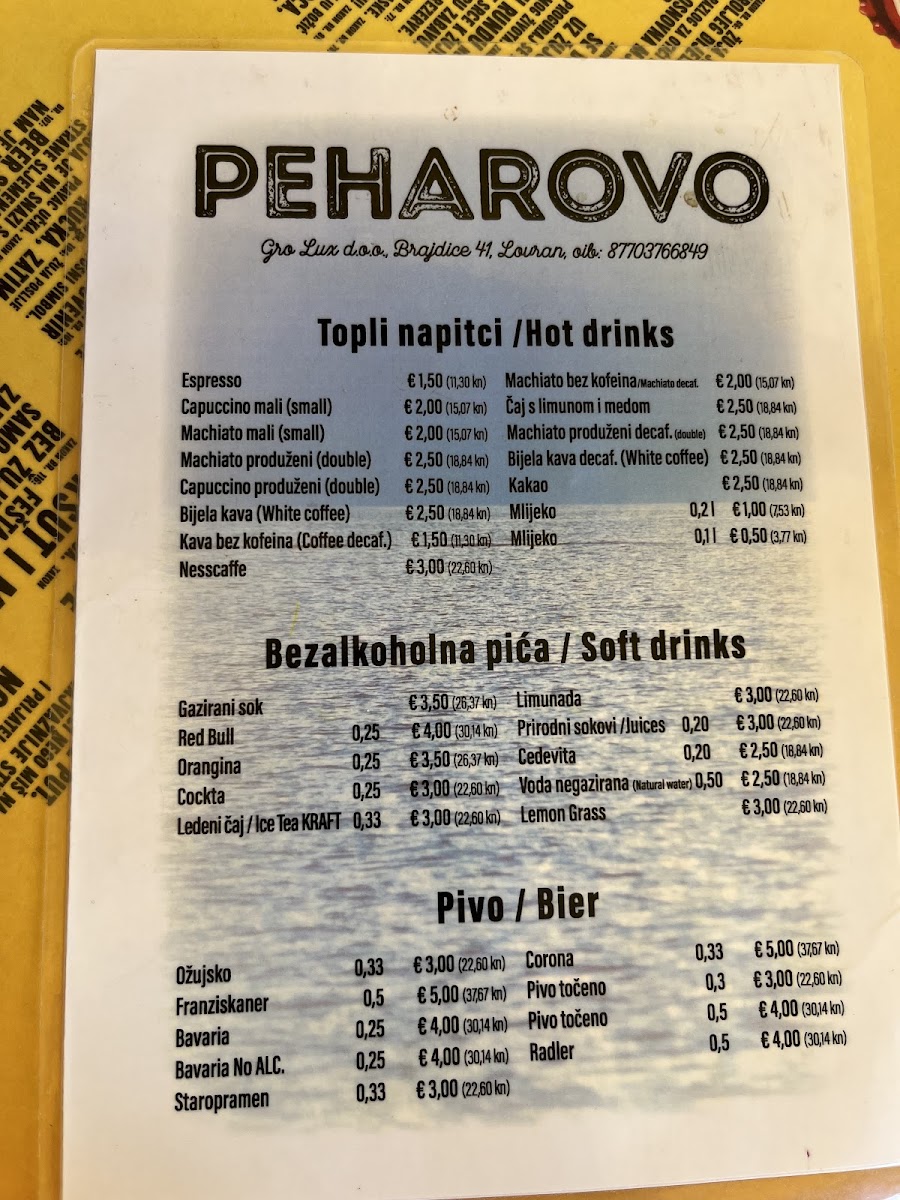 PEHAROVO
Gro Lux d.o.o., Brajdice 41, Lovran, oib: 87703766849
Topli napitci /Hot drinks
Espresso € 1,50 (11,30 kn)
Capuccino mali (small) € 2,00 (15,07 kn)
Machiato mali (small) € 2,00 (15,07 kn)
Machiato produženi (double) € 2,50 (18,84 kn)
Capuccino produženi (double) € 2,50 (18,84 kn)
Bijela kava (White coffee) € 2,50 (18,84 kn)
Kava bez kofeina (Coffee decaf.) € 1,50 (11,30 kn)
Nesscaffe € 3,00 (22,60 kn)
Machiato bez kofeina/Machiato decaf. € 2,00 (15,07 kn)
Čaj s limunom i medom € 2,50 (18,84 kn)
Machiato produženi decaf. (double) € 2,50 (18,84 kn)
Bijela kava decaf. (White coffee) € 2,50 (18,84 kn)
Kakao € 2,50 (18,84 kn)
Mlijeko 0,2 l € 1,00 (7,53 kn)
Mlijeko 0,1 l € 0,50 (3,77 kn)
Bezalkoholna pića / Soft drinks
Gazirani sok € 3,50 (26,37 kn)
Red Bull 0,25 € 4,00 (30,14 kn)
Orangina 0,25 € 3,50 (26,37 kn)
Cockta 0,25 € 3,00 (22,60 kn)
Ledeni čaj / Ice Tea KRAFT 0,33 € 3,00 (22,60 kn)
Limunada € 3,00 (22,60 kn)
Prirodni sokovi /Juices 0,20 € 3,00 (22,60 kn)
Cedevita 0,20 € 2,50 (18,84 kn)
Voda negazirana (Natural water) 0,50 € 2,50 (18,84 kn)
Lemon Grass € 3,00 (22,60 kn)
Pivo / Bier
Ožujsko 0,33 € 3,00 (22,60 kn)
Franziskaner 0,5 € 5,00 (37,67 kn)
Bavaria 0,25 € 4,00 (30,14 kn)
Bavaria No ALC. 0,25 € 4,00 (30,14 kn)
Staropramen 0,33 € 3,00 (22,60 kn)
Corona 0,33 € 5,00 (37,67 kn)
Pivo točeno 0,3 € 3,00 (22,60 kn)
Pivo točeno 0,5 € 4,00 (30,14 kn)
Radler 0,5 € 4,00 (30,14 kn)